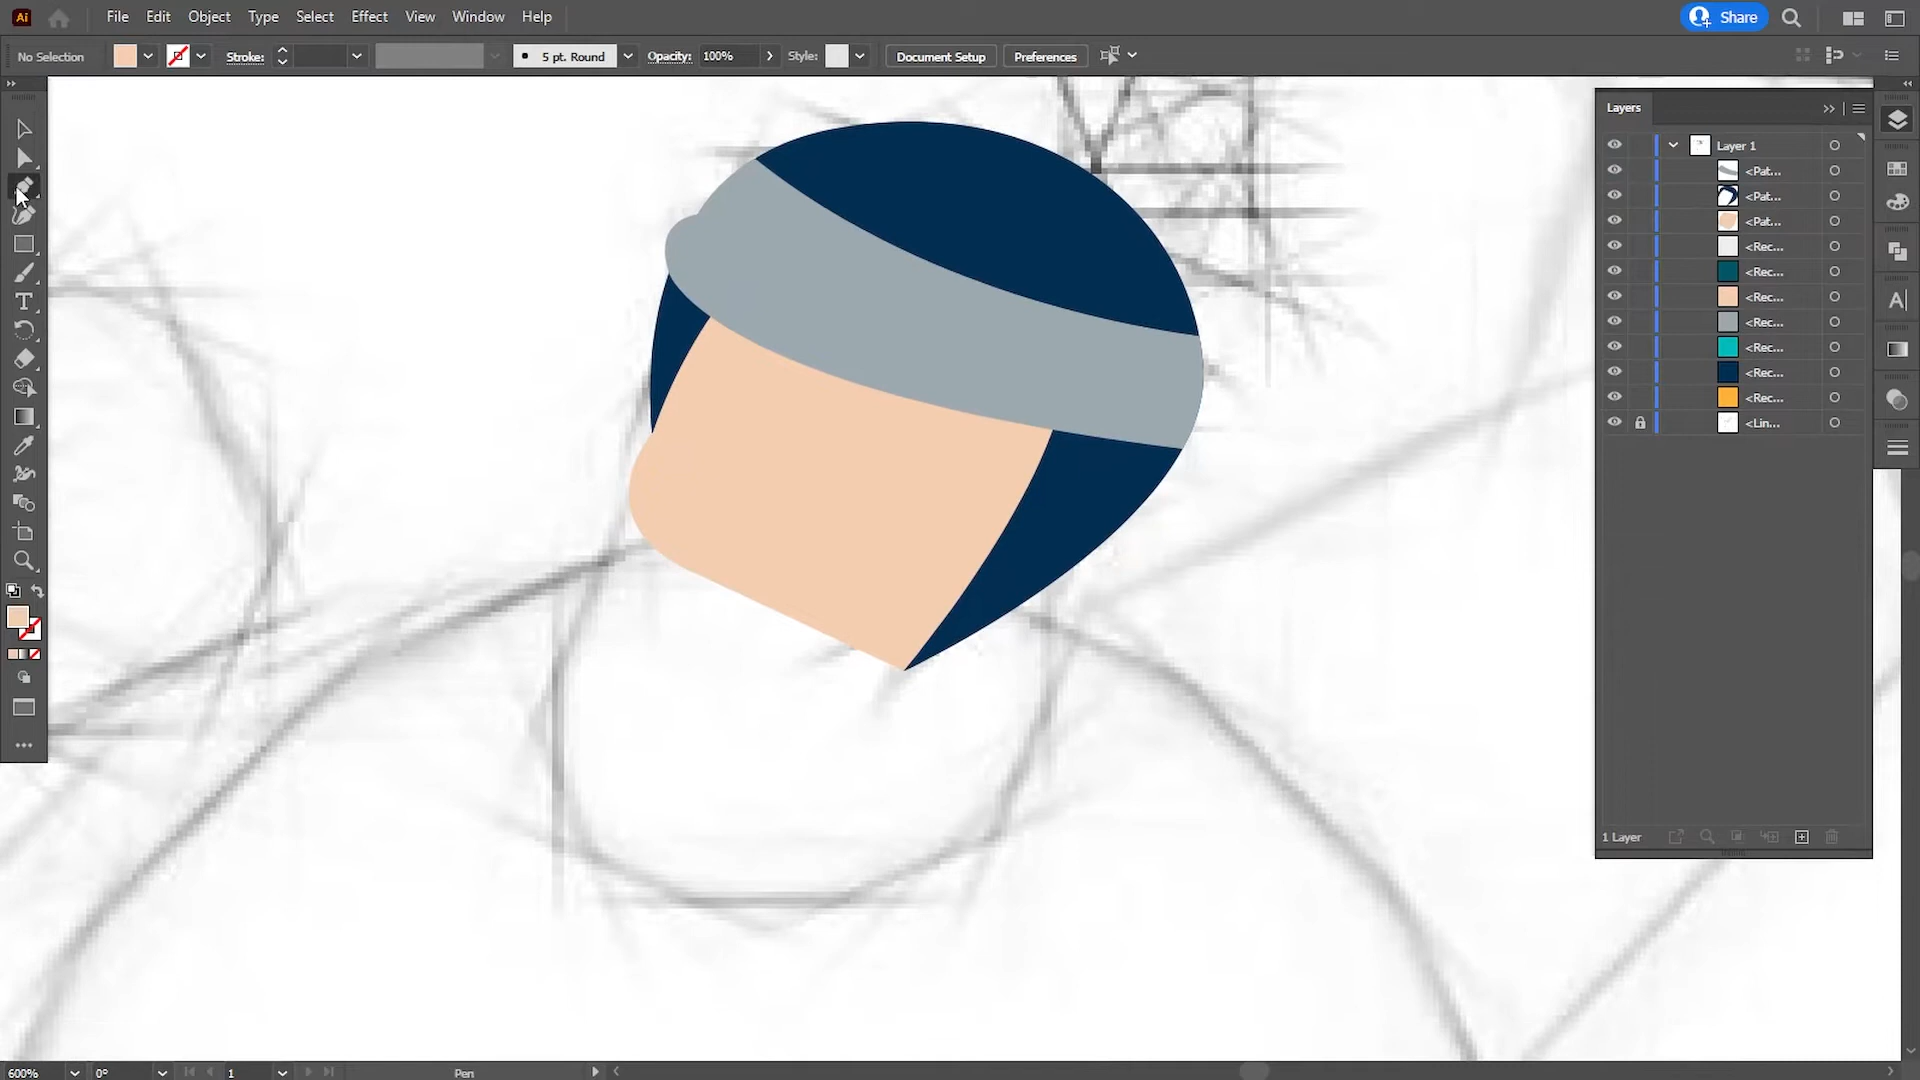 Ai File Edit Object Type Select Effect View Window Help Share
No Selection Stroke: 5 pt. Round Opacity: 100% Style: Document Setup Preferences
Layers
Layer 1
<Pat...
<Pat...
<Pat...
<Rec...
<Rec...
<Rec...
<Rec...
<Rec...
<Rec...
<Rec...
<Lin...
1 Layer
600% 0° 1 Pen